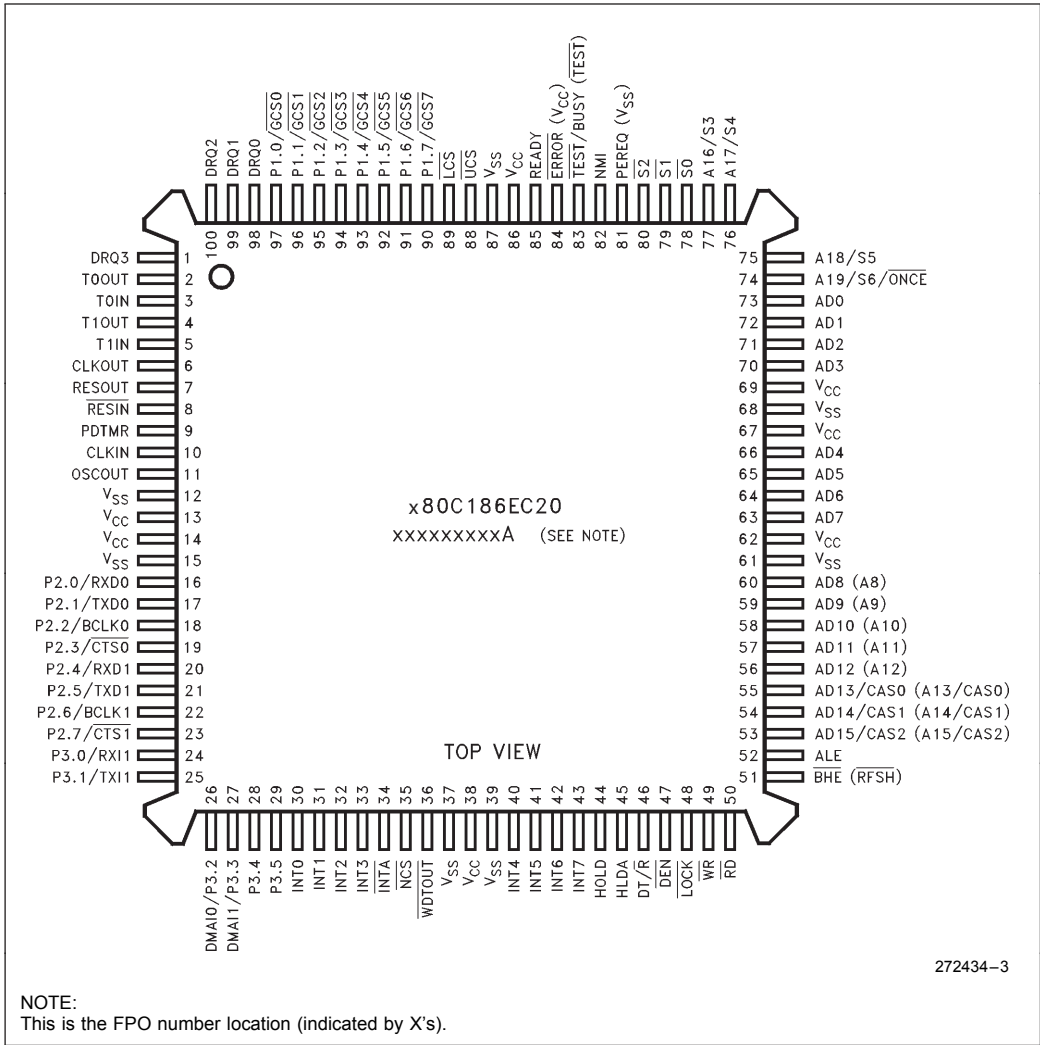 DRQ2
DRQ1
DRQ0
P1.0/GCS0
P1.1/GCS1
P1.2/GCS2
P1.3/GCS3
P1.4/GCS4
P1.5/GCS5
P1.6/GCS6
P1.7/GCS7
LCS
UCS
VSS
VCC
READY
ERROR (VCC)
TEST/BUSY (TEST)
NMI
PEREQ (VSS)
S2
S1
S0
A16/S3
A17/S4
100
99
98
97
96
95
94
93
92
91
90
89
88
87
86
85
84
83
82
81
80
79
78
77
76
DRQ3 1
T0OUT 2
T0IN 3
T1OUT 4
T1IN 5
CLKOUT 6
RESOUT 7
RESIN 8
PDTMR 9
CLKIN 10
OSCOUT 11
VSS 12
VCC 13
VCC 14
VSS 15
P2.0/RXD0 16
P2.1/TXD0 17
P2.2/BCLK0 18
P2.3/CTS0 19
P2.4/RXD1 20
P2.5/TXD1 21
P2.6/BCLK1 22
P2.7/CTS1 23
P3.0/RXI1 24
P3.1/TXI1 25
x80C186EC20
xxxxxxxxxA (SEE NOTE)
TOP VIEW
75 A18/S5
74 A19/S6/ONCE
73 AD0
72 AD1
71 AD2
70 AD3
69 VCC
68 VSS
67 VCC
66 AD4
65 AD5
64 AD6
63 AD7
62 VCC
61 VSS
60 AD8 (A8)
59 AD9 (A9)
58 AD10 (A10)
57 AD11 (A11)
56 AD12 (A12)
55 AD13/CAS0 (A13/CAS0)
54 AD14/CAS1 (A14/CAS1)
53 AD15/CAS2 (A15/CAS2)
52 ALE
51 BHE (RFSH)
26
27
28
29
30
31
32
33
34
35
36
37
38
39
40
41
42
43
44
45
46
47
48
49
50
DMAI0/P3.2
DMAI1/P3.3
P3.4
P3.5
INT0
INT1
INT2
INT3
INTA
NCS
WDTOUT
VSS
VCC
VSS
INT4
INT5
INT6
INT7
HOLD
HLDA
DT/R
DEN
LOCK
WR
RD
272434–3
NOTE:
This is the FPO number location (indicated by X's).